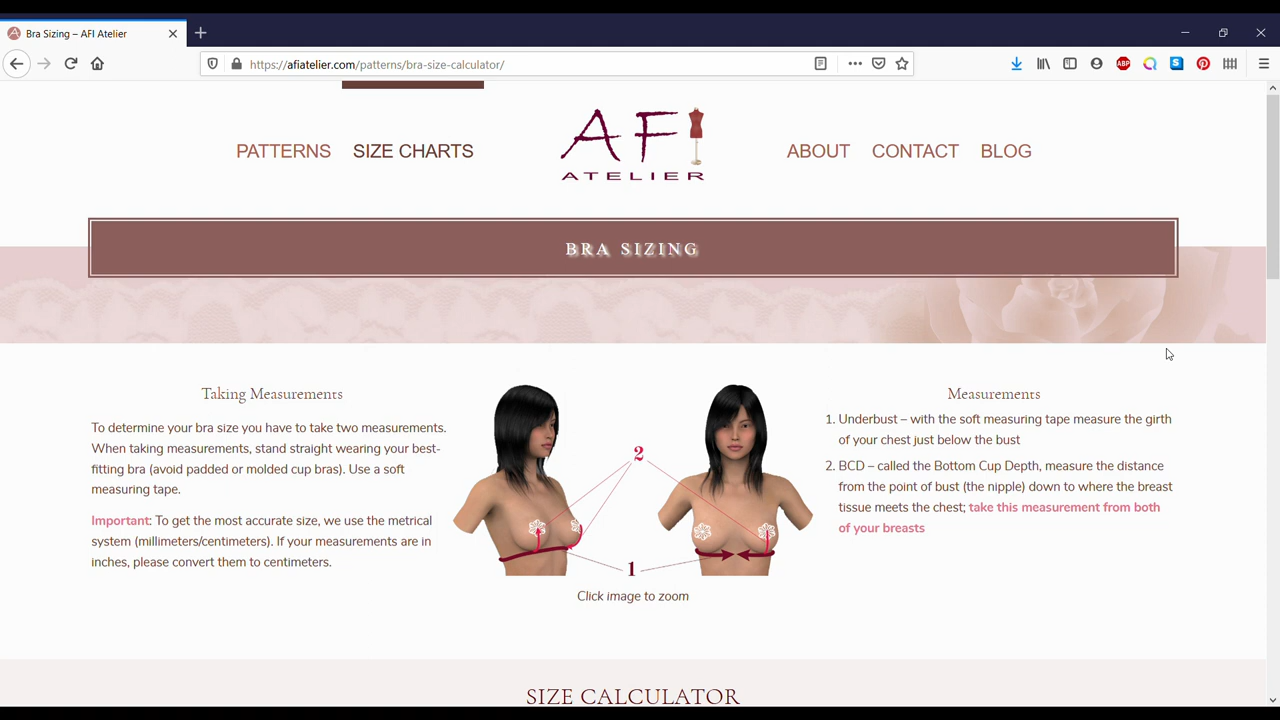 Bra Sizing – AFI Atelier
https://afiatelier.com/patterns/bra-size-calculator/
ABP
S
PATTERNS
SIZE CHARTS
AFI
ATELIER
ABOUT
CONTACT
BLOG
BRA SIZING
Taking Measurements
To determine your bra size you have to take two measurements.
When taking measurements, stand straight wearing your best-
fitting bra (avoid padded or molded cup bras). Use a soft
measuring tape.
Important: To get the most accurate size, we use the metrical
system (millimeters/centimeters). If your measurements are in
inches, please convert them to centimeters.
2
1
Click image to zoom
Measurements
1. Underbust – with the soft measuring tape measure the girth
of your chest just below the bust
2. BCD – called the Bottom Cup Depth, measure the distance
from the point of bust (the nipple) down to where the breast
tissue meets the chest; take this measurement from both
of your breasts
SIZE CALCULATOR